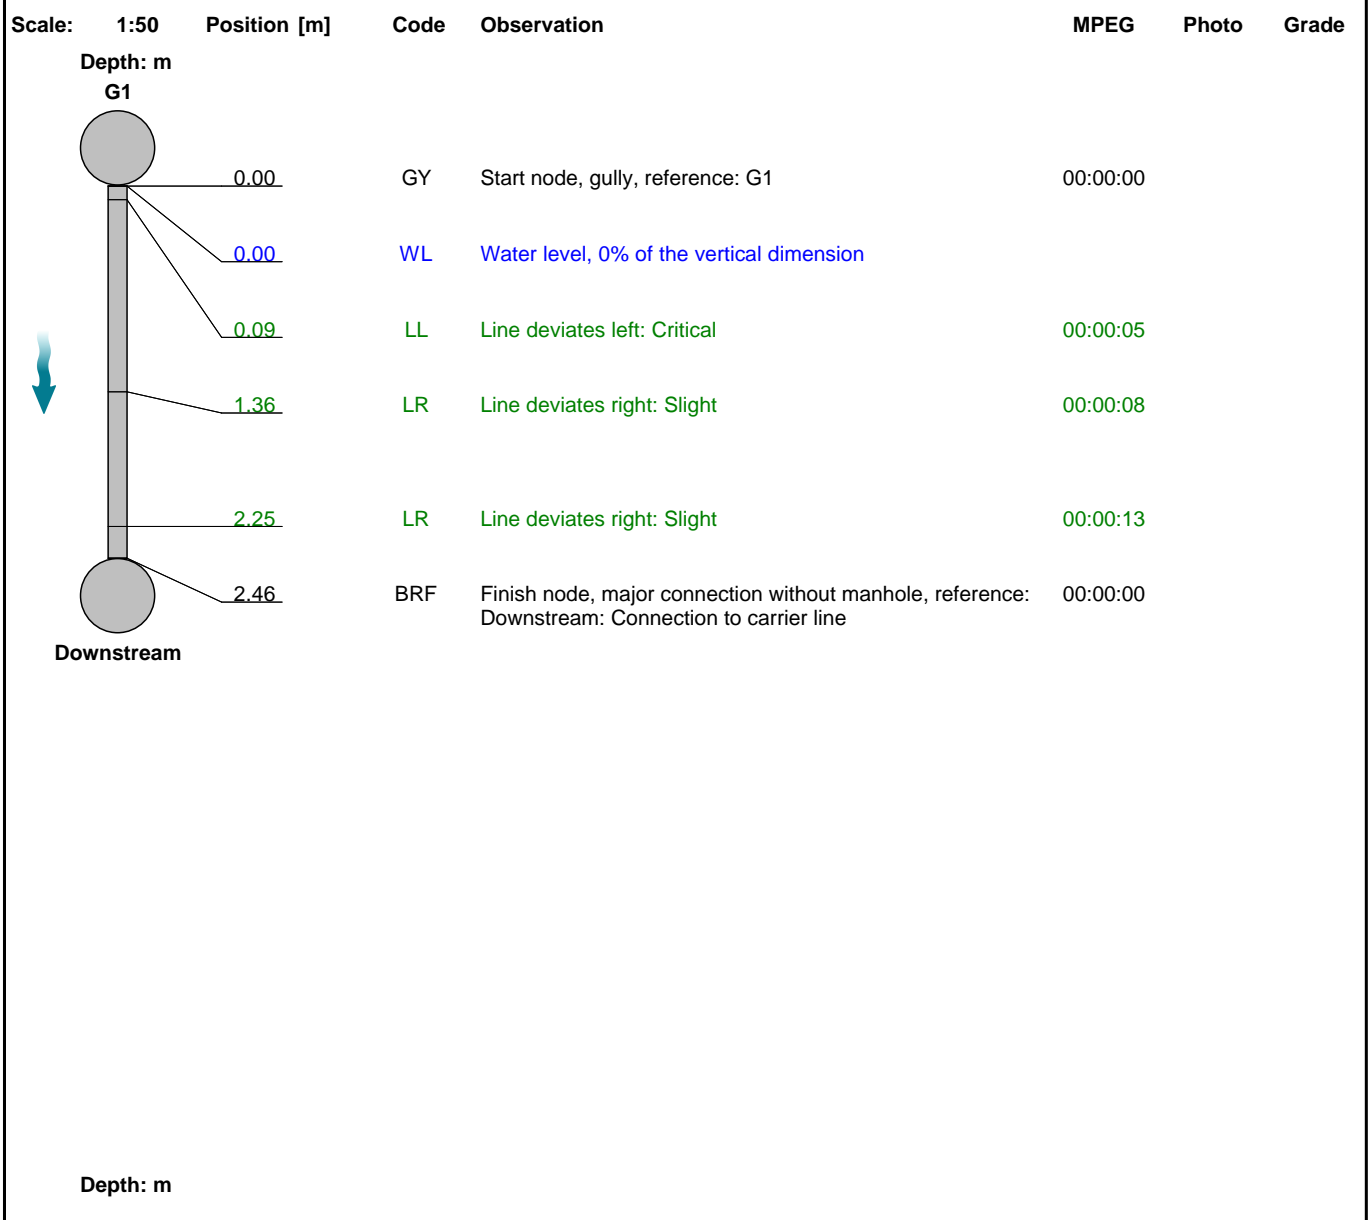 Scale: 1:50 Position [m] Code Observation MPEG Photo Grade
Depth: m
G1
0.00 GY Start node, gully, reference: G1 00:00:00
0.00 WL Water level, 0% of the vertical dimension
0.09 LL Line deviates left: Critical 00:00:05
1.36 LR Line deviates right: Slight 00:00:08
2.25 LR Line deviates right: Slight 00:00:13
2.46 BRF Finish node, major connection without manhole, reference: 00:00:00
Downstream: Connection to carrier line
Downstream
Depth: m